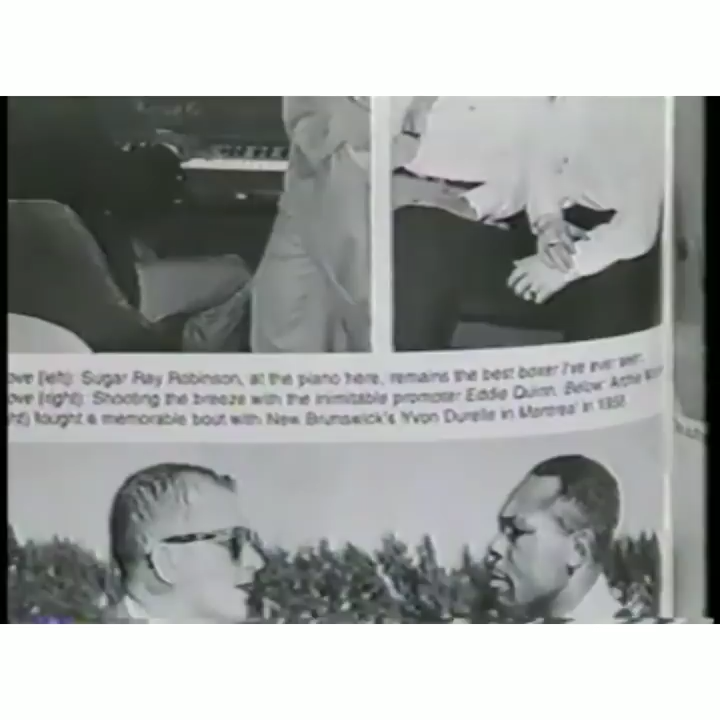 ove (left): Sugar Ray Robinson, at the piano here, remains the best boxer I've ever seen.
ove (right): Shooting the breeze with the inimitable promoter Eddie Quinn. Below: Archie
ht) fought a memorable bout with New Brunswick's Yvon Durelle in Montreal in 1958